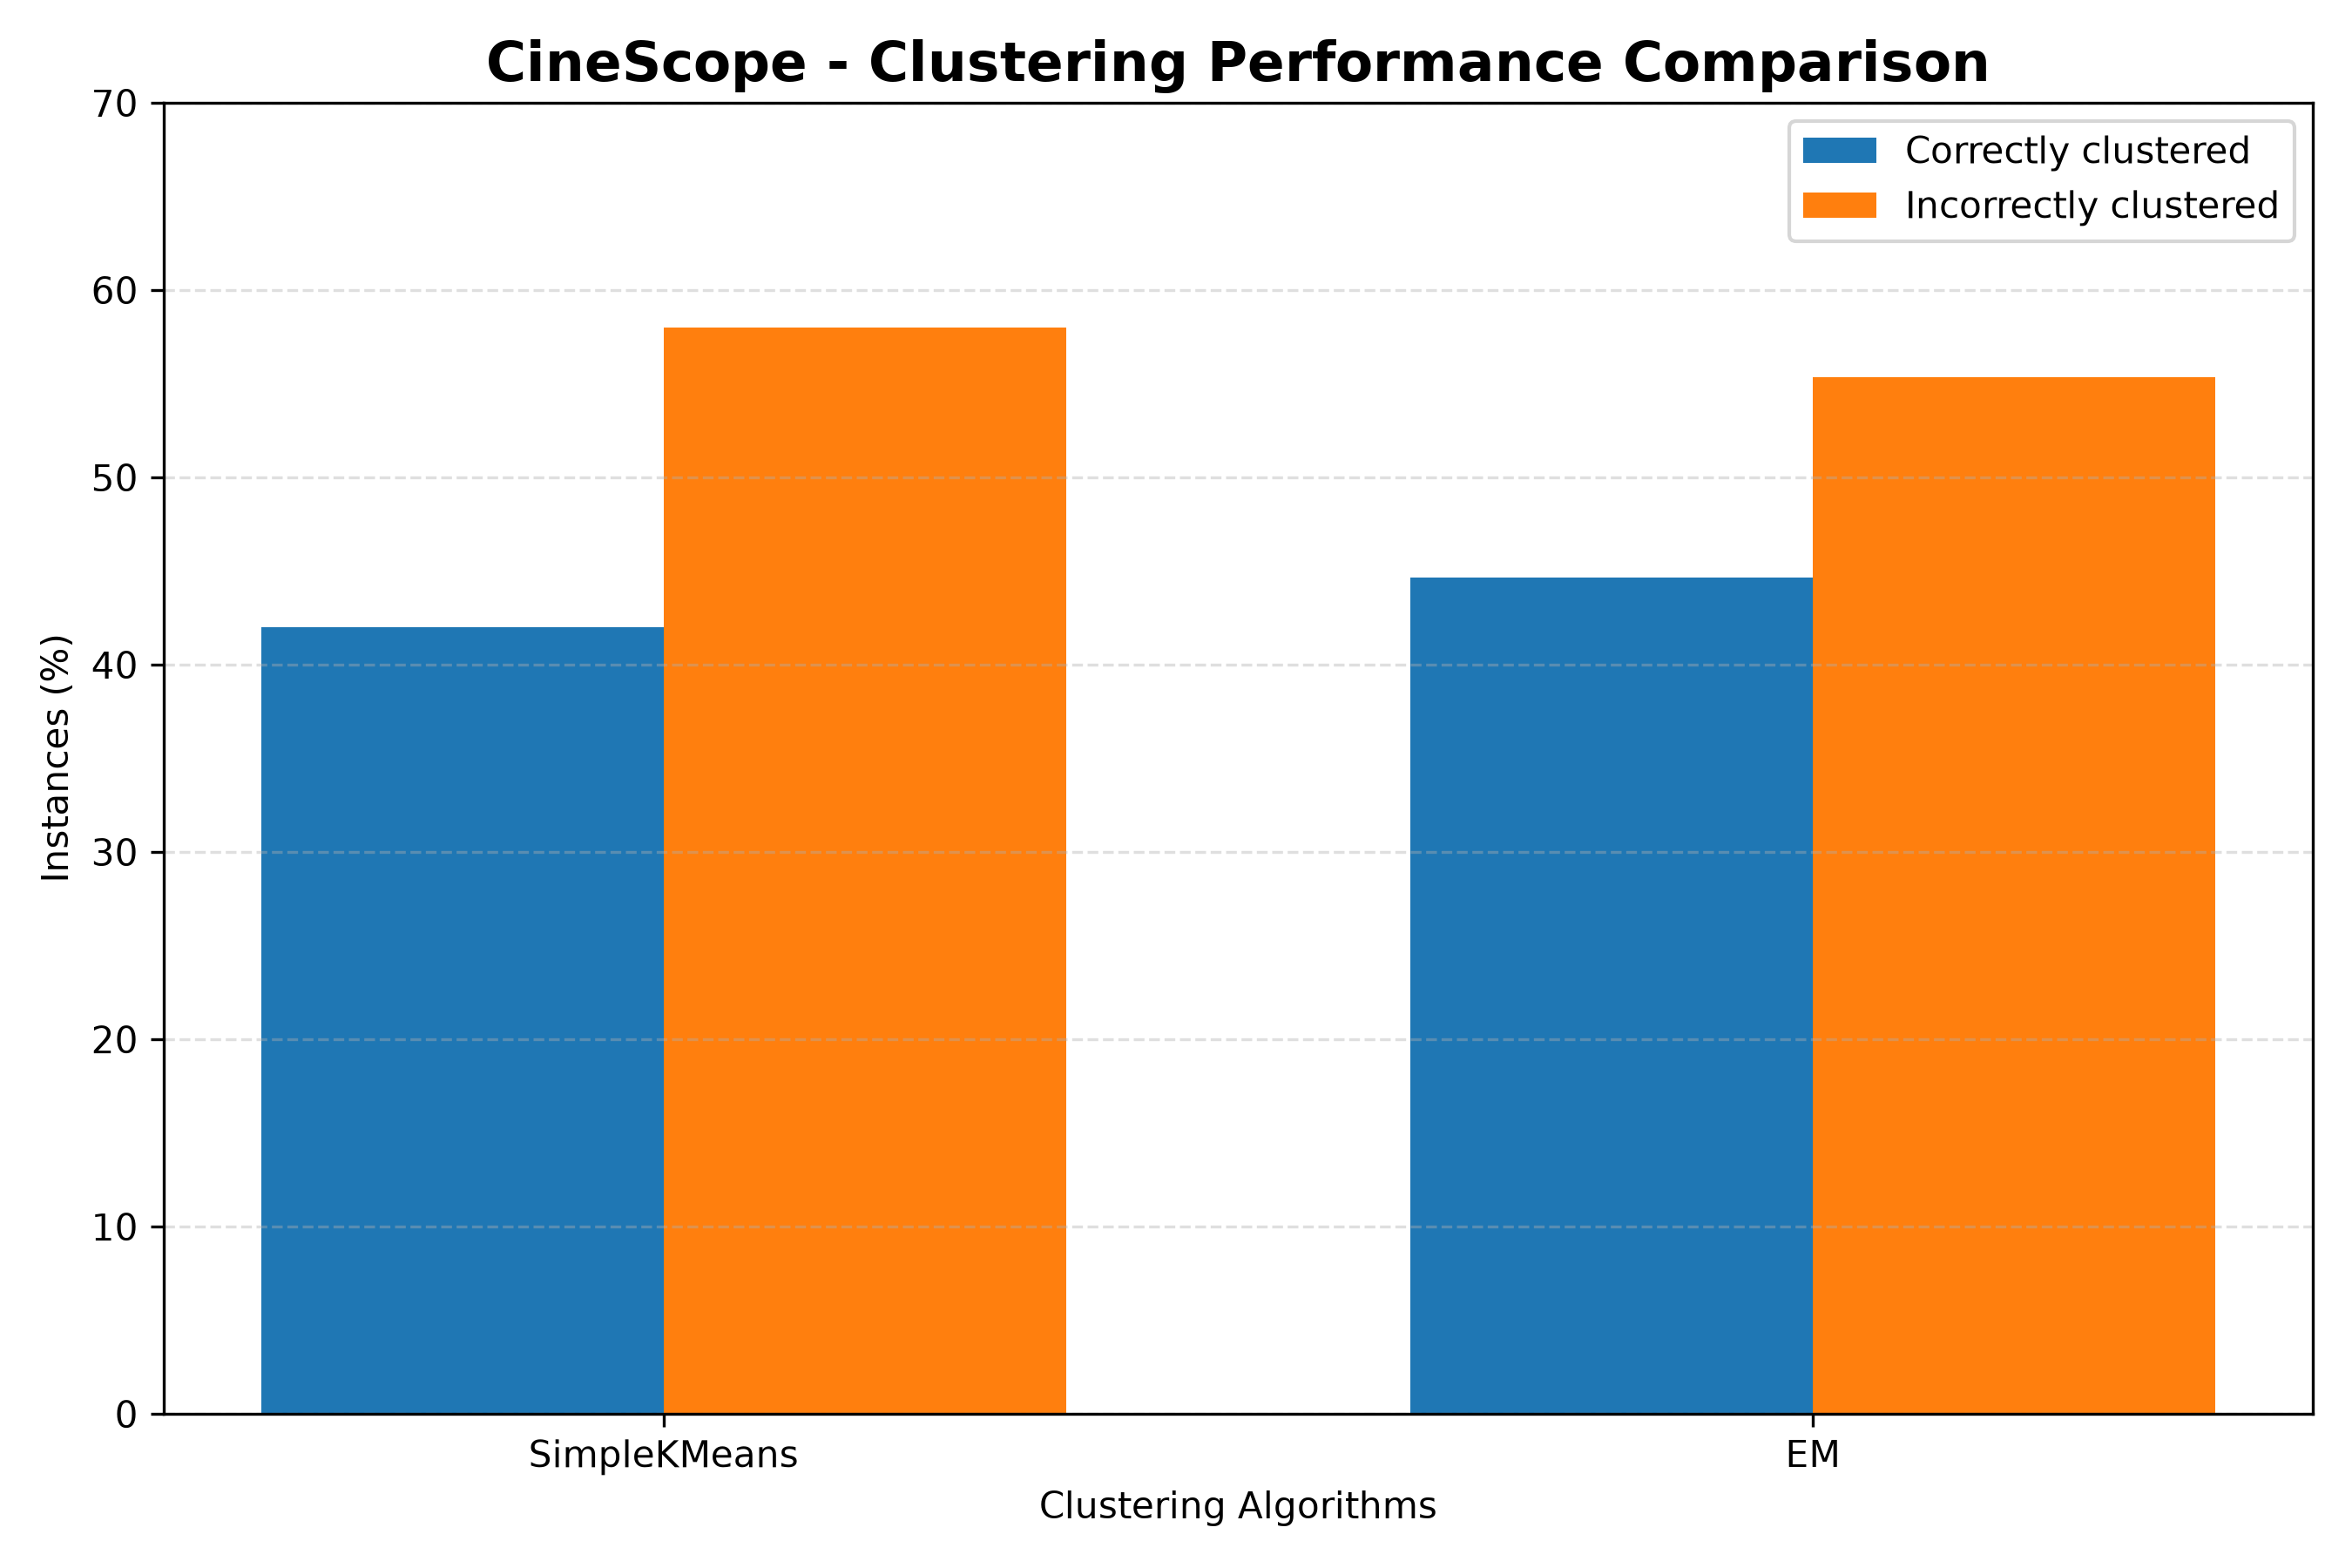 CineScope - Clustering Performance Comparison
70
60
50
40
30
20
10
0
Instances (%)
Correctly clustered
Incorrectly clustered
SimpleKMeans
EM
Clustering Algorithms